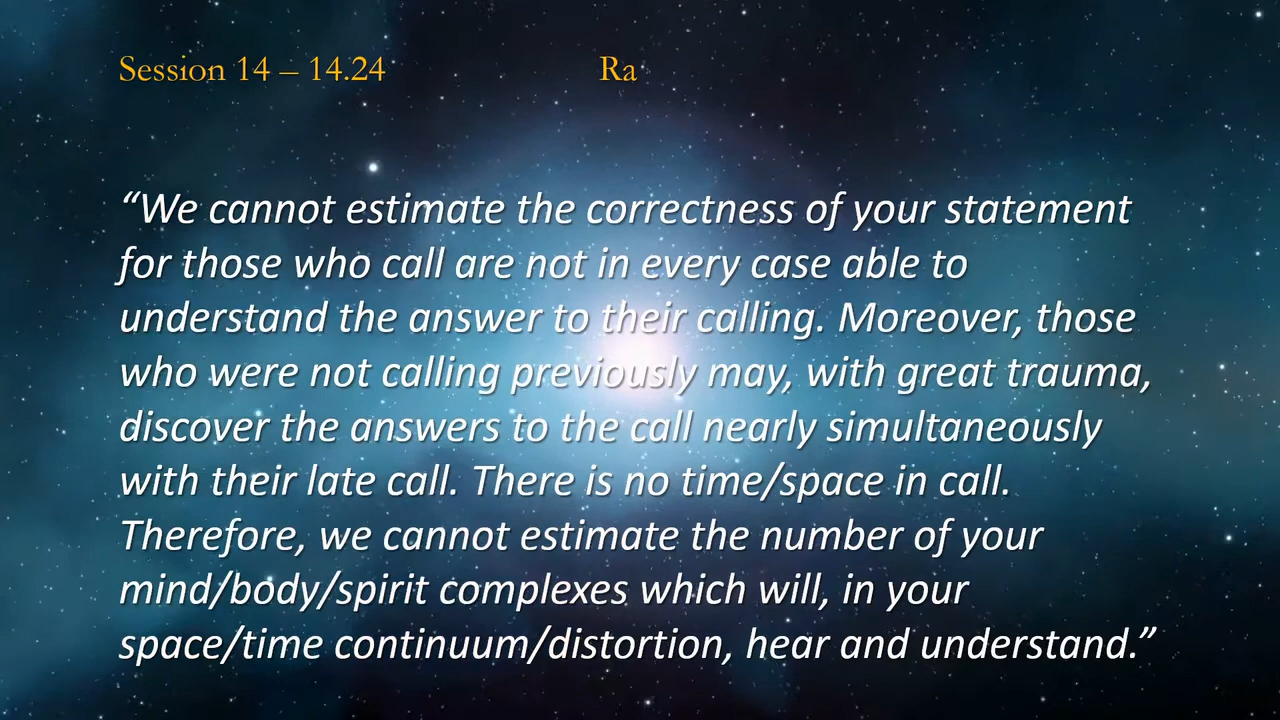 Session 14 – 14.24 Ra
“We cannot estimate the correctness of your statement
for those who call are not in every case able to
understand the answer to their calling. Moreover, those
who were not calling previously may, with great trauma,
discover the answers to the call nearly simultaneously
with their late call. There is no time/space in call.
Therefore, we cannot estimate the number of your
mind/body/spirit complexes which will, in your
space/time continuum/distortion, hear and understand.”